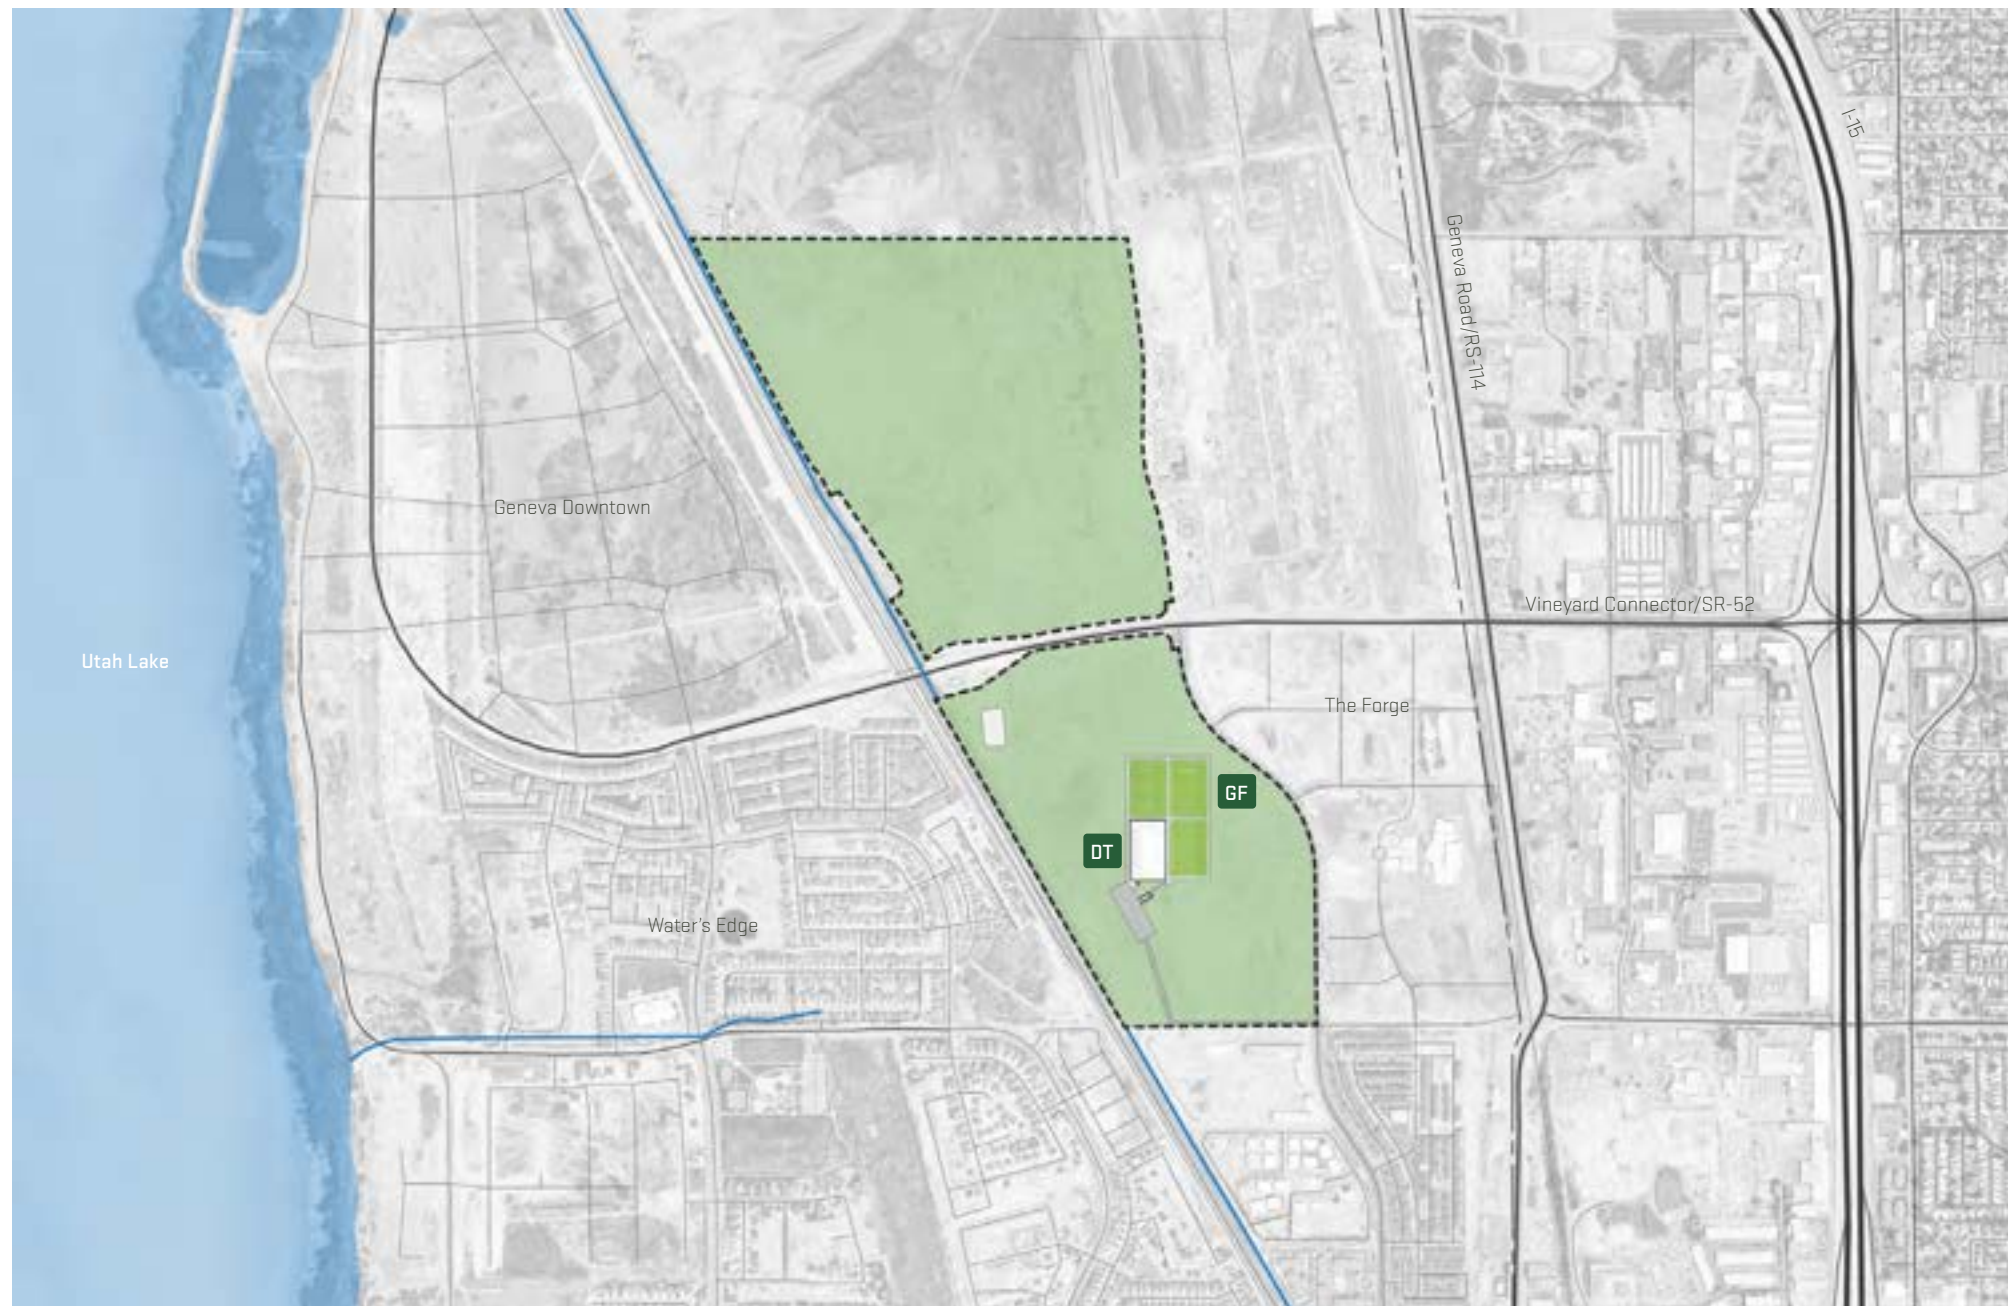 I-15
Geneva Road/RS-114
Geneva Downtown
Vineyard Connector/SR-52
Utah Lake
The Forge
GF
DT
Water's Edge